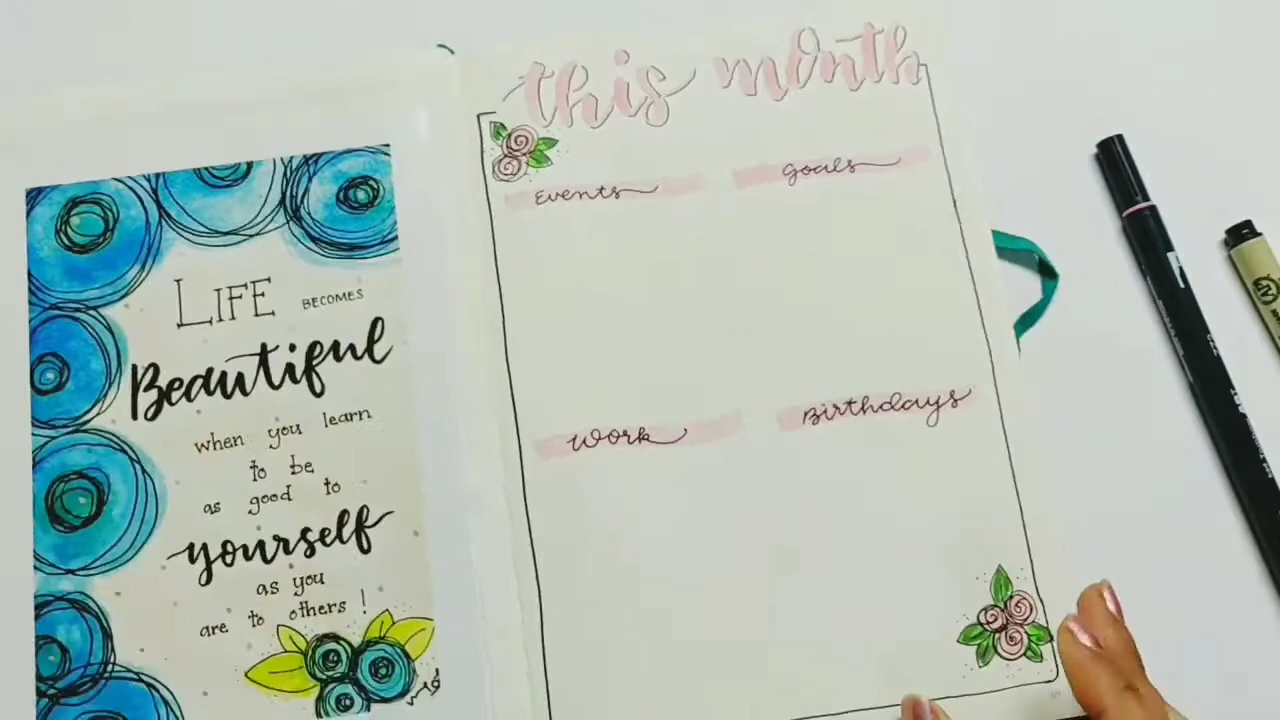 LIFE BECOMES
Beautiful
when you learn
to be
as good to
yourself
as you
are to others!
this month
Events
Goals
Work
Birthdays